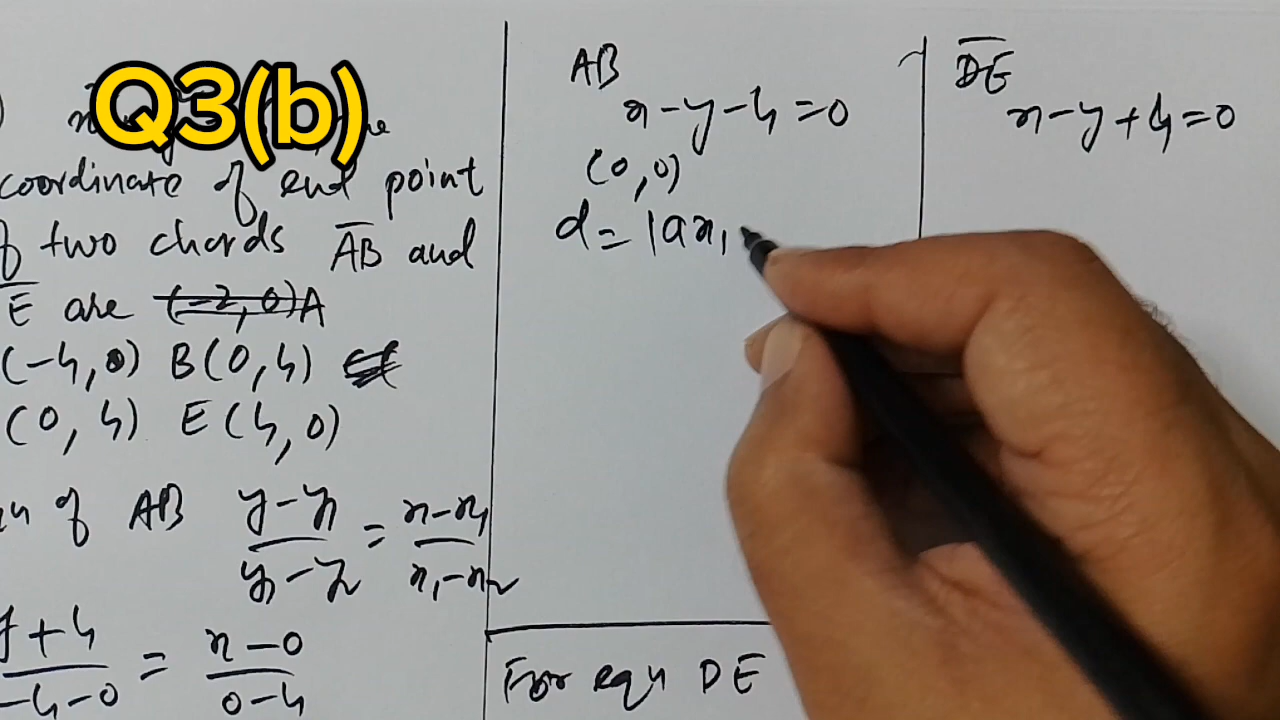 Q3(b)
coordinate of end point
of two chords AB and
E are (-2, 0) A
(-4, 0) B(0, 4)
(0, 4) E(4, 0)
of AB y-y₁/y₁-y₂ = x-x₁/x₁-x₂
y+4/-4-0 = x-0/0-4
AB
x-y-4=0
(0,0)
d=|ax₁
For equ DE
DE
x-y+4=0